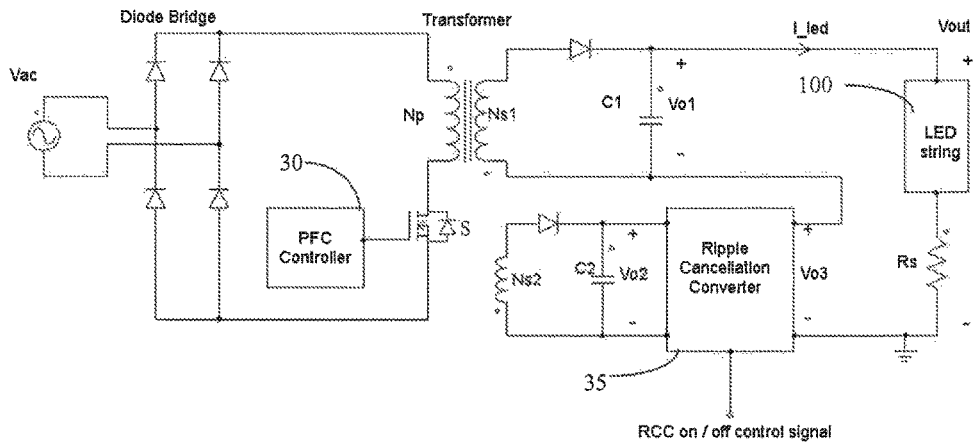 Diode Bridge
Transformer
I_led
Vout
Vac
+
+
Np
Ns1
C1
Vo1
100
LED
string
-
30
PFC
Controller
S
Ns2
C2
+
Vo2
-
Ripple
Cancellation
Converter
+
Vo3
-
Rs
-
35
RCC on / off control signal